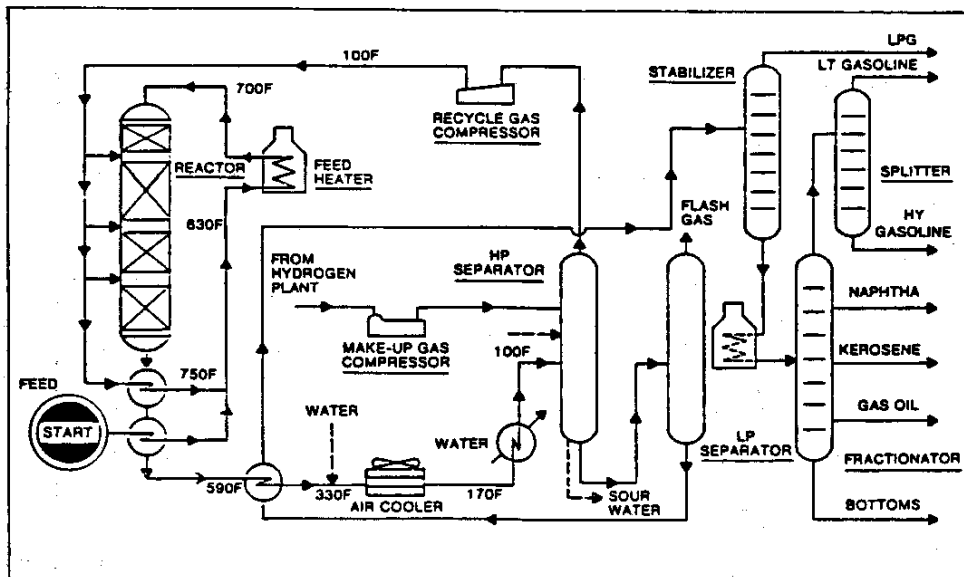 100F
LPG
LT GASOLINE
STABILIZER
700F
RECYCLE GAS
COMPRESSOR
REACTOR
FEED
HEATER
SPLITTER
630F
FLASH
GAS
HY
GASOLINE
FROM
HYDROGEN
PLANT
HP
SEPARATOR
NAPHTHA
MAKE-UP GAS
COMPRESSOR
100F
KEROSENE
FEED
750F
START
WATER
WATER
GAS OIL
LP
SEPARATOR
FRACTIONATOR
590F
330F
170F
AIR COOLER
SOUR
WATER
BOTTOMS